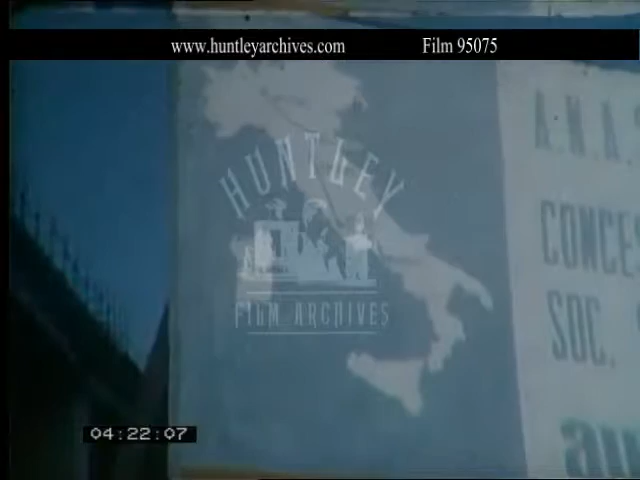 www.huntleyarchives.com Film 95075
HUNTLEY
FILM ARCHIVES
CONCES
SOC.
04:22:07